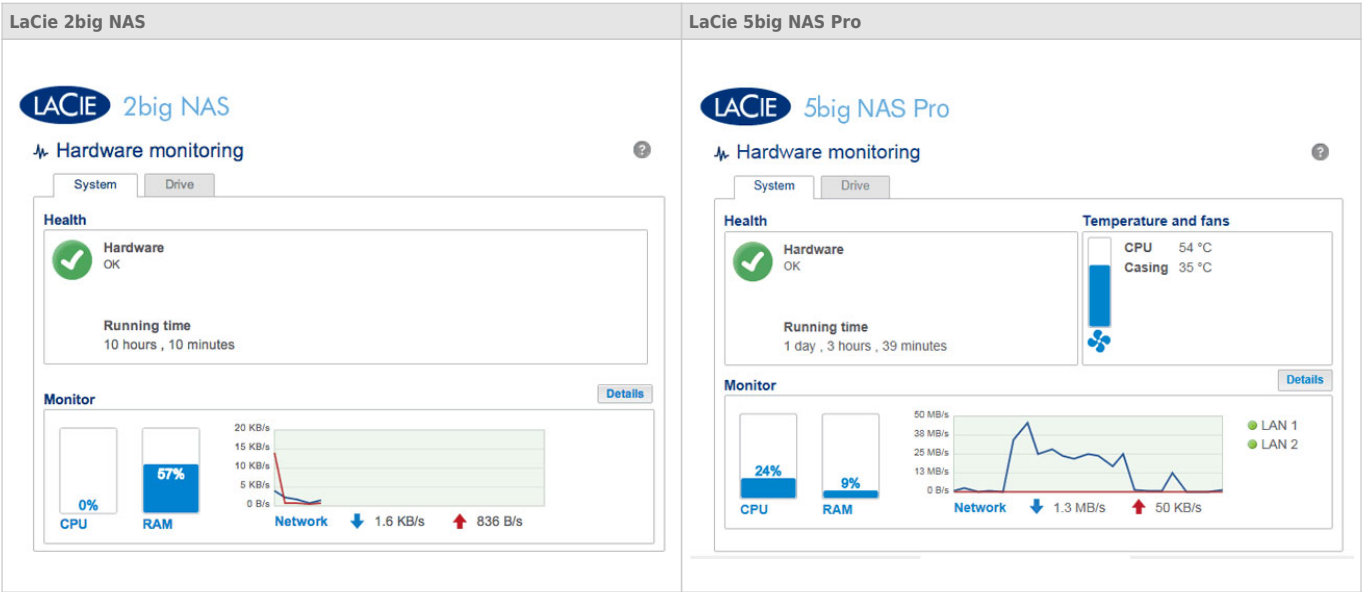 LaCie 2big NAS
LACIE 2big NAS
Hardware monitoring
?
System Drive
Health
Hardware
OK
Running time
10 hours , 10 minutes
Details
Monitor
20 KB/s
15 KB/s
10 KB/s
5 KB/s
0 B/s
0%
CPU
57%
RAM
Network 1.6 KB/s 836 B/s
LaCie 5big NAS Pro
LACIE 5big NAS Pro
Hardware monitoring
?
System Drive
Health
Hardware
OK
Running time
1 day , 3 hours , 39 minutes
Temperature and fans
CPU 54 °C
Casing 35 °C
Details
Monitor
24%
CPU
9%
RAM
50 MB/s
38 MB/s
25 MB/s
13 MB/s
0 B/s
Network 1.3 MB/s 50 KB/s
LAN 1
LAN 2